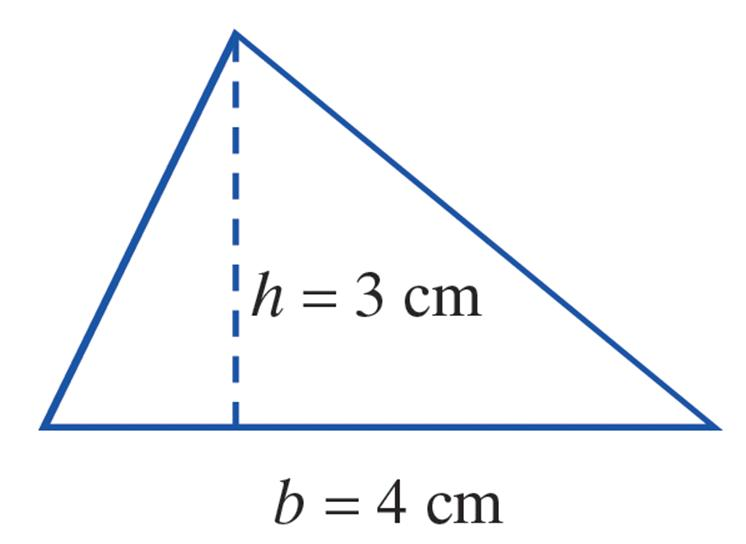 h = 3 cm
b = 4 cm